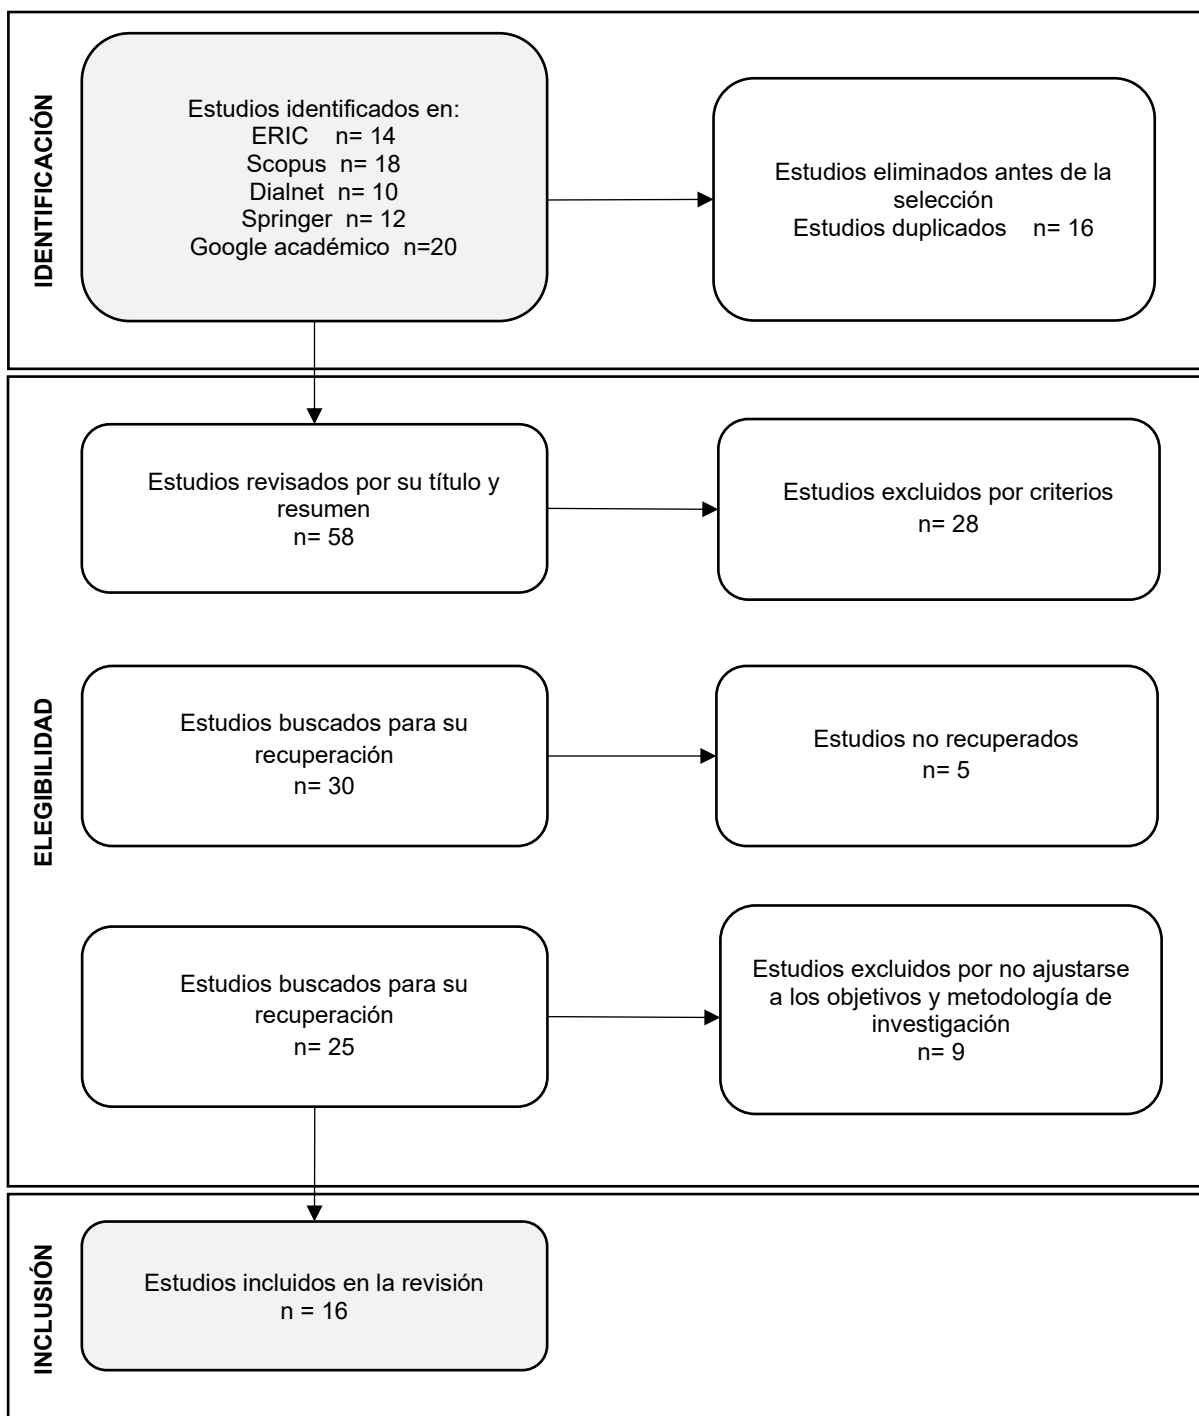 IDENTIFICACIÓN
Estudios identificados en:
ERIC n= 14
Scopus n= 18
Dialnet n= 10
Springer n= 12
Google académico n=20
Estudios eliminados antes de la
selección
Estudios duplicados n= 16
ELEGIBILIDAD
Estudios revisados por su título y
resumen
n= 58
Estudios excluidos por criterios
n= 28
Estudios buscados para su
recuperación
n= 30
Estudios no recuperados
n= 5
Estudios buscados para su
recuperación
n= 25
Estudios excluidos por no ajustarse
a los objetivos y metodología de
investigación
n= 9
INCLUSIÓN
Estudios incluidos en la revisión
n = 16